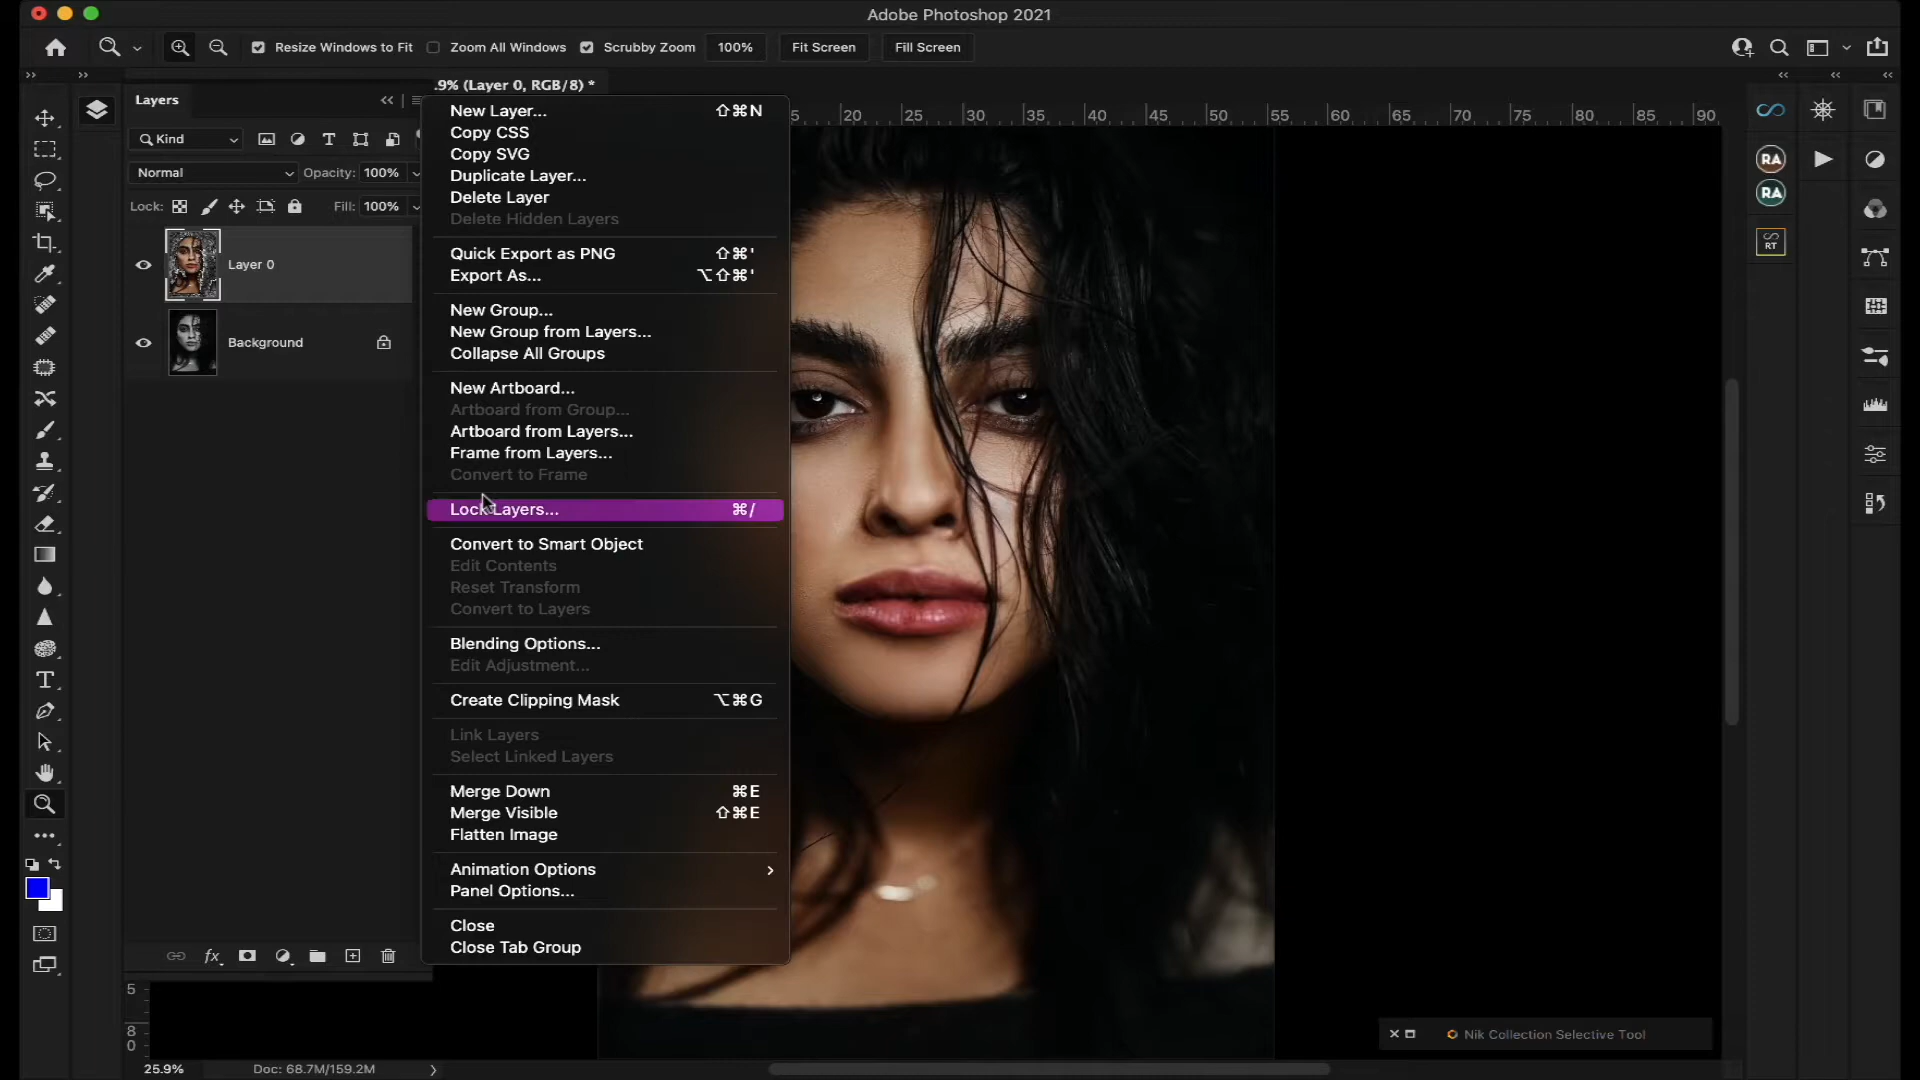 Adobe Photoshop 2021
Resize Windows to Fit Zoom All Windows Scrubby Zoom 100% Fit Screen Fill Screen
.9% (Layer 0, RGB/8) *
Layers
Kind
Normal Opacity: 100%
Lock: Fill: 100%
Layer 0
Background
New Layer... ⇧⌘N
Copy CSS
Copy SVG
Duplicate Layer...
Delete Layer
Delete Hidden Layers
Quick Export as PNG ⇧⌘'
Export As... ⌥⇧⌘'
New Group...
New Group from Layers...
Collapse All Groups
New Artboard...
Artboard from Group...
Artboard from Layers...
Frame from Layers...
Convert to Frame
Lock Layers... ⌘/
Convert to Smart Object
Edit Contents
Reset Transform
Convert to Layers
Blending Options...
Edit Adjustment...
Create Clipping Mask ⌥⌘G
Link Layers
Select Linked Layers
Merge Down ⌘E
Merge Visible ⇧⌘E
Flatten Image
Animation Options
Panel Options...
Close
Close Tab Group
5 20 25 30 35 40 45 50 55 60 65 70 75 80 85 90
RA
RA
RT
fx
5
8
0
Nik Collection Selective Tool
25.9% Doc: 68.7M/159.2M